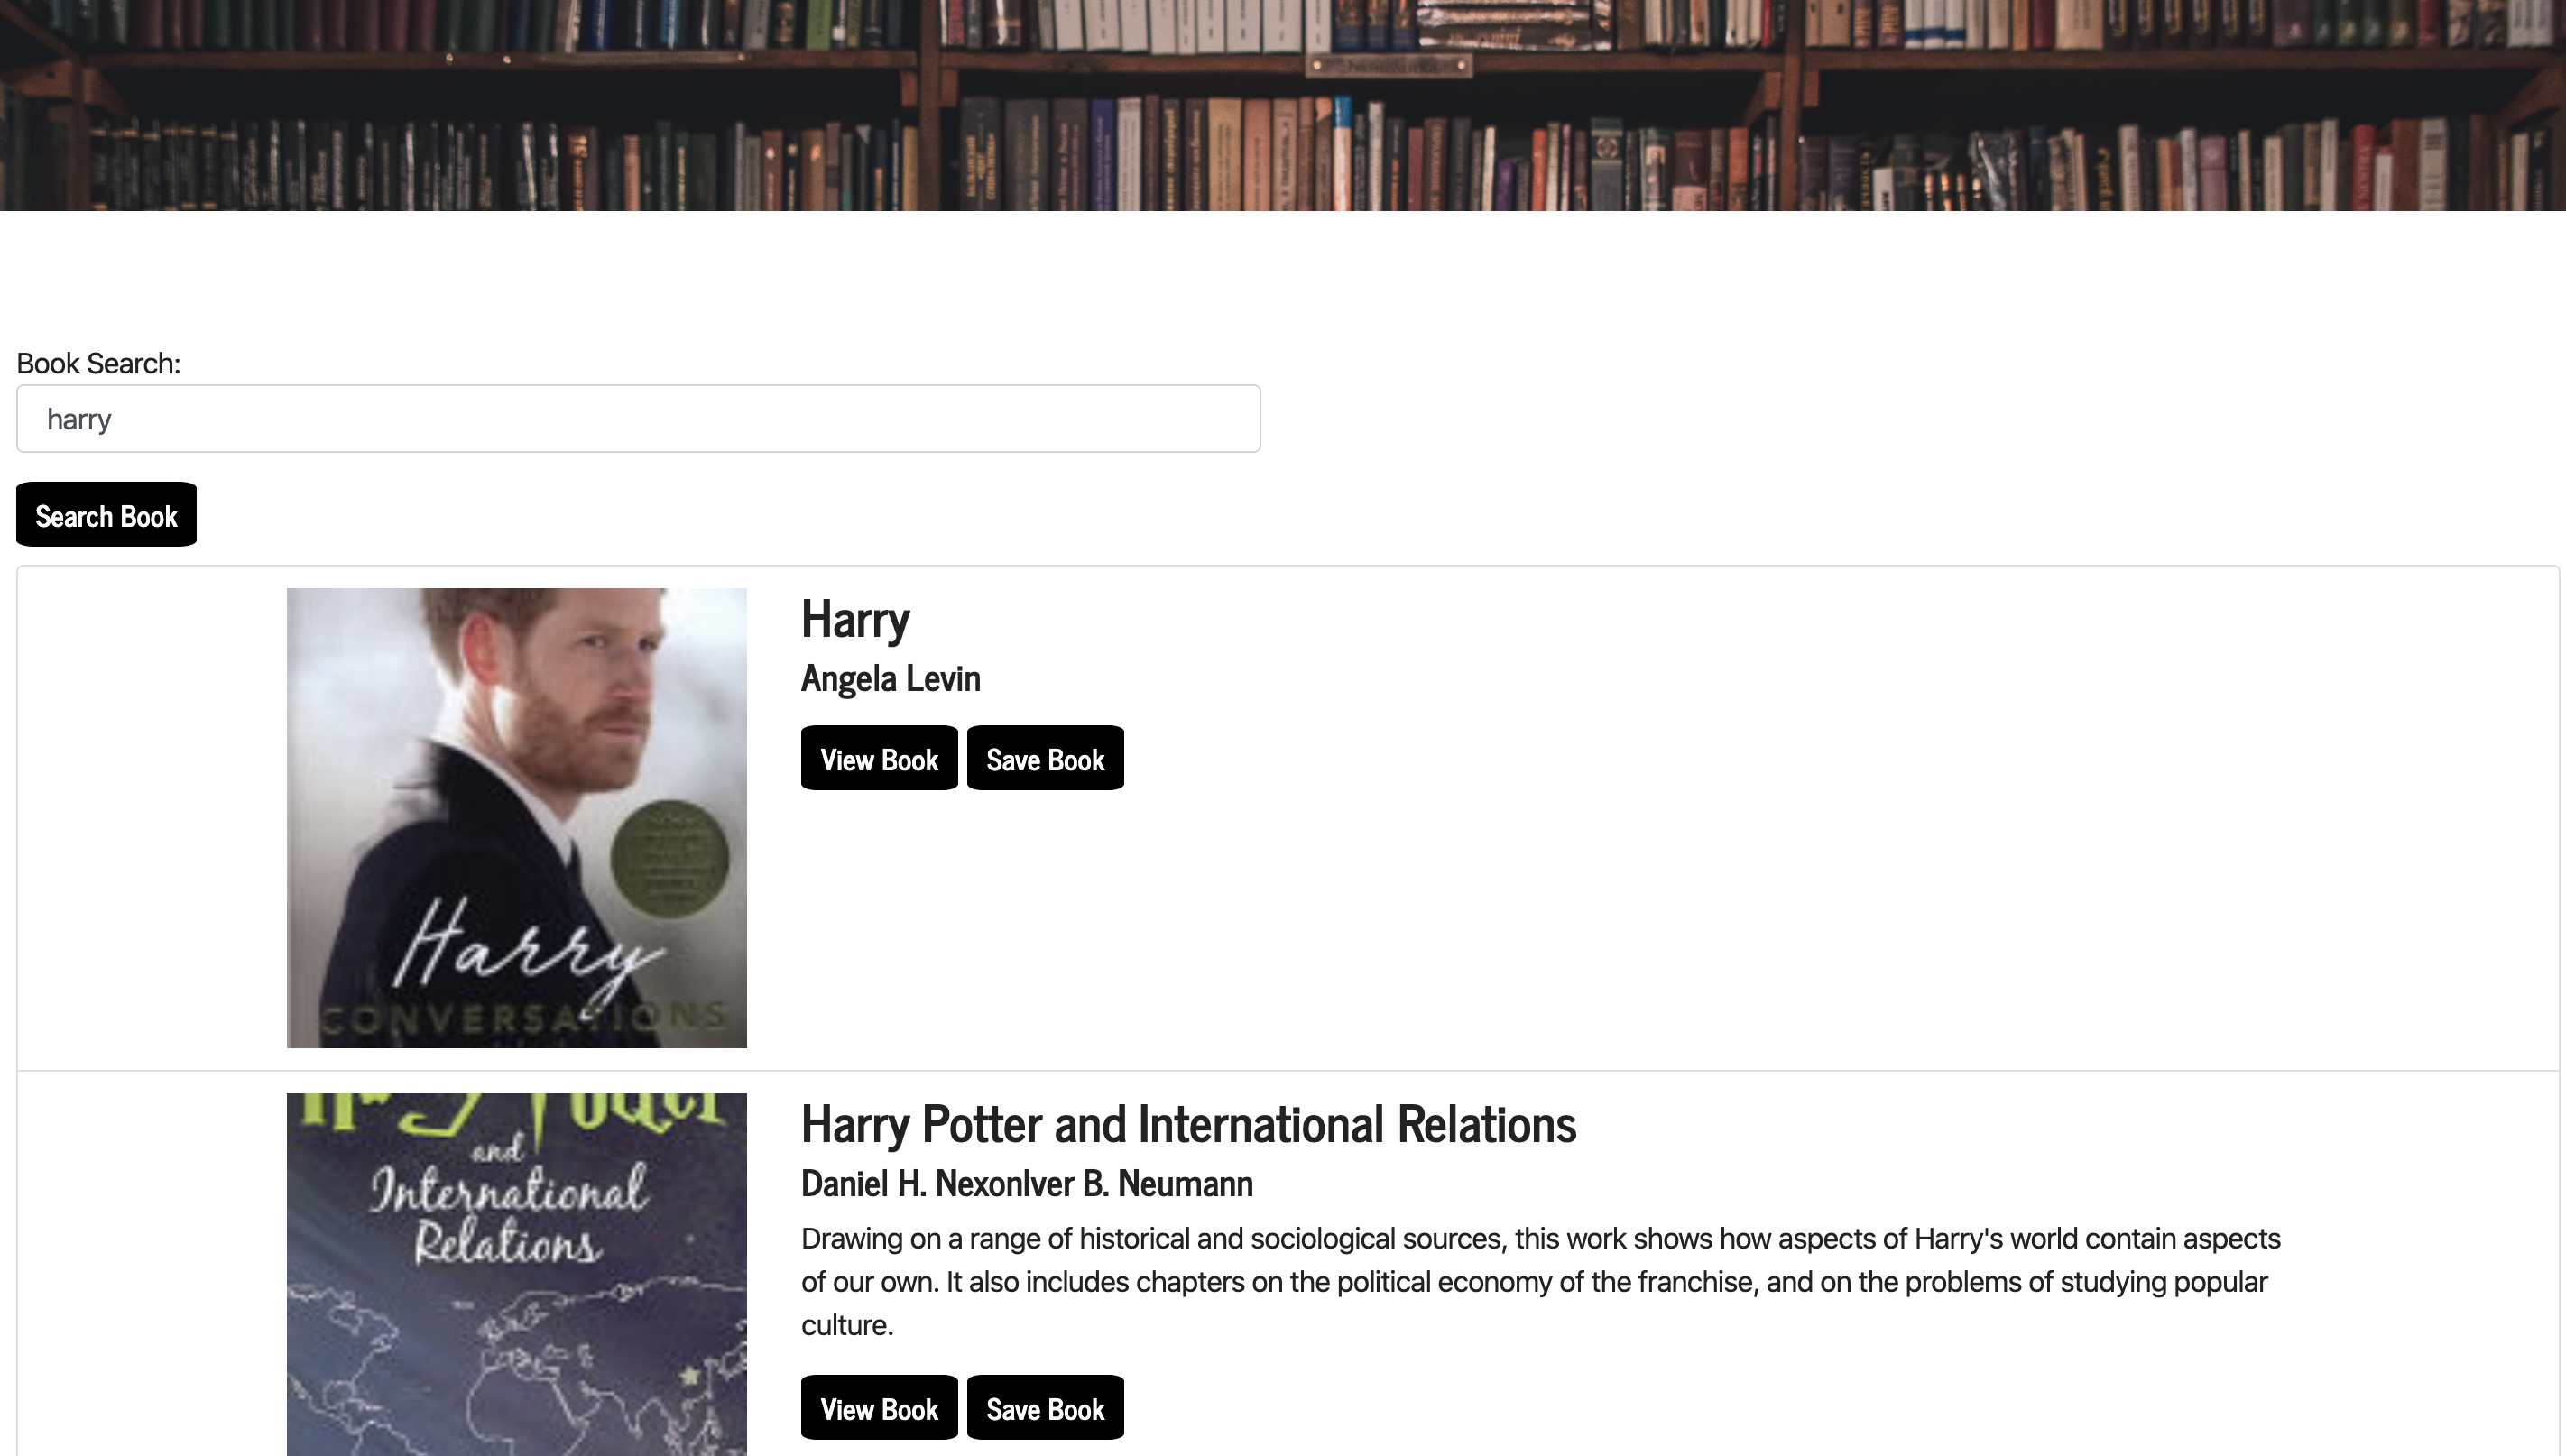 Book Search:
harry
Search Book
Harry
Angela Levin
View Book Save Book
Harry
CONVERSATIONS
Harry Potter and International Relations
Daniel H. NexonIver B. Neumann
Drawing on a range of historical and sociological sources, this work shows how aspects of Harry's world contain aspects
of our own. It also includes chapters on the political economy of the franchise, and on the problems of studying popular
culture.
View Book Save Book
and
International
Relations